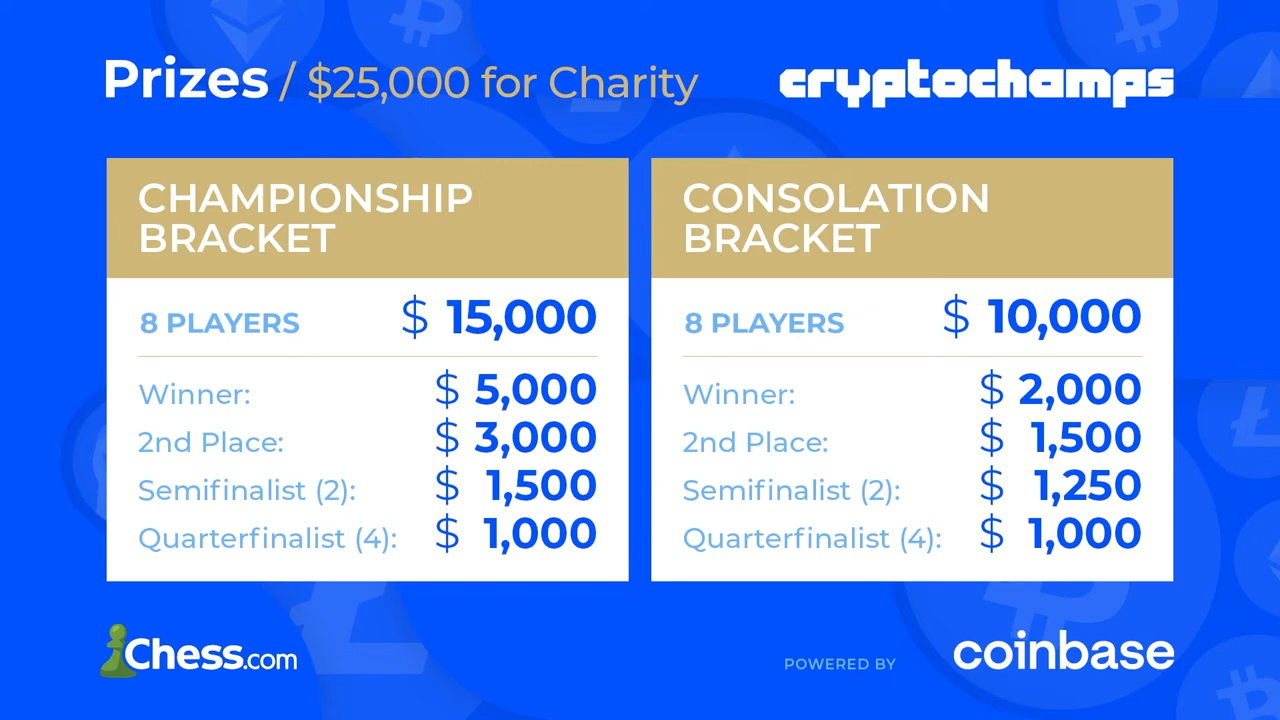 Prizes / $25,000 for Charity
cryptochamps
CHAMPIONSHIP
BRACKET
8 PLAYERS $ 15,000
Winner: $ 5,000
2nd Place: $ 3,000
Semifinalist (2): $ 1,500
Quarterfinalist (4): $ 1,000
CONSOLATION
BRACKET
8 PLAYERS $ 10,000
Winner: $ 2,000
2nd Place: $ 1,500
Semifinalist (2): $ 1,250
Quarterfinalist (4): $ 1,000
Chess.com
POWERED BY coinbase